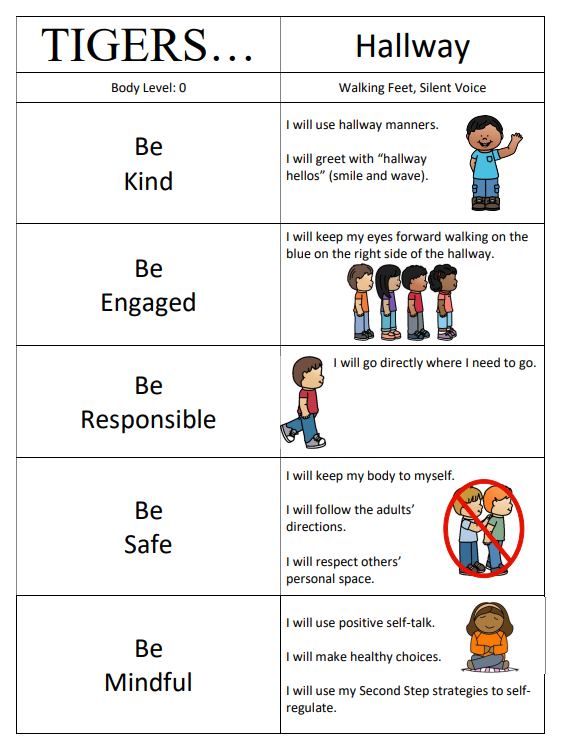 TIGERS…
Hallway
Body Level: 0
Walking Feet, Silent Voice
Be
Kind
I will use hallway manners.
I will greet with “hallway
hellos” (smile and wave).
Be
Engaged
I will keep my eyes forward walking on the
blue on the right side of the hallway.
Be
Responsible
I will go directly where I need to go.
Be
Safe
I will keep my body to myself.
I will follow the adults’
directions.
I will respect others’
personal space.
Be
Mindful
I will use positive self-talk.
I will make healthy choices.
I will use my Second Step strategies to self-
regulate.